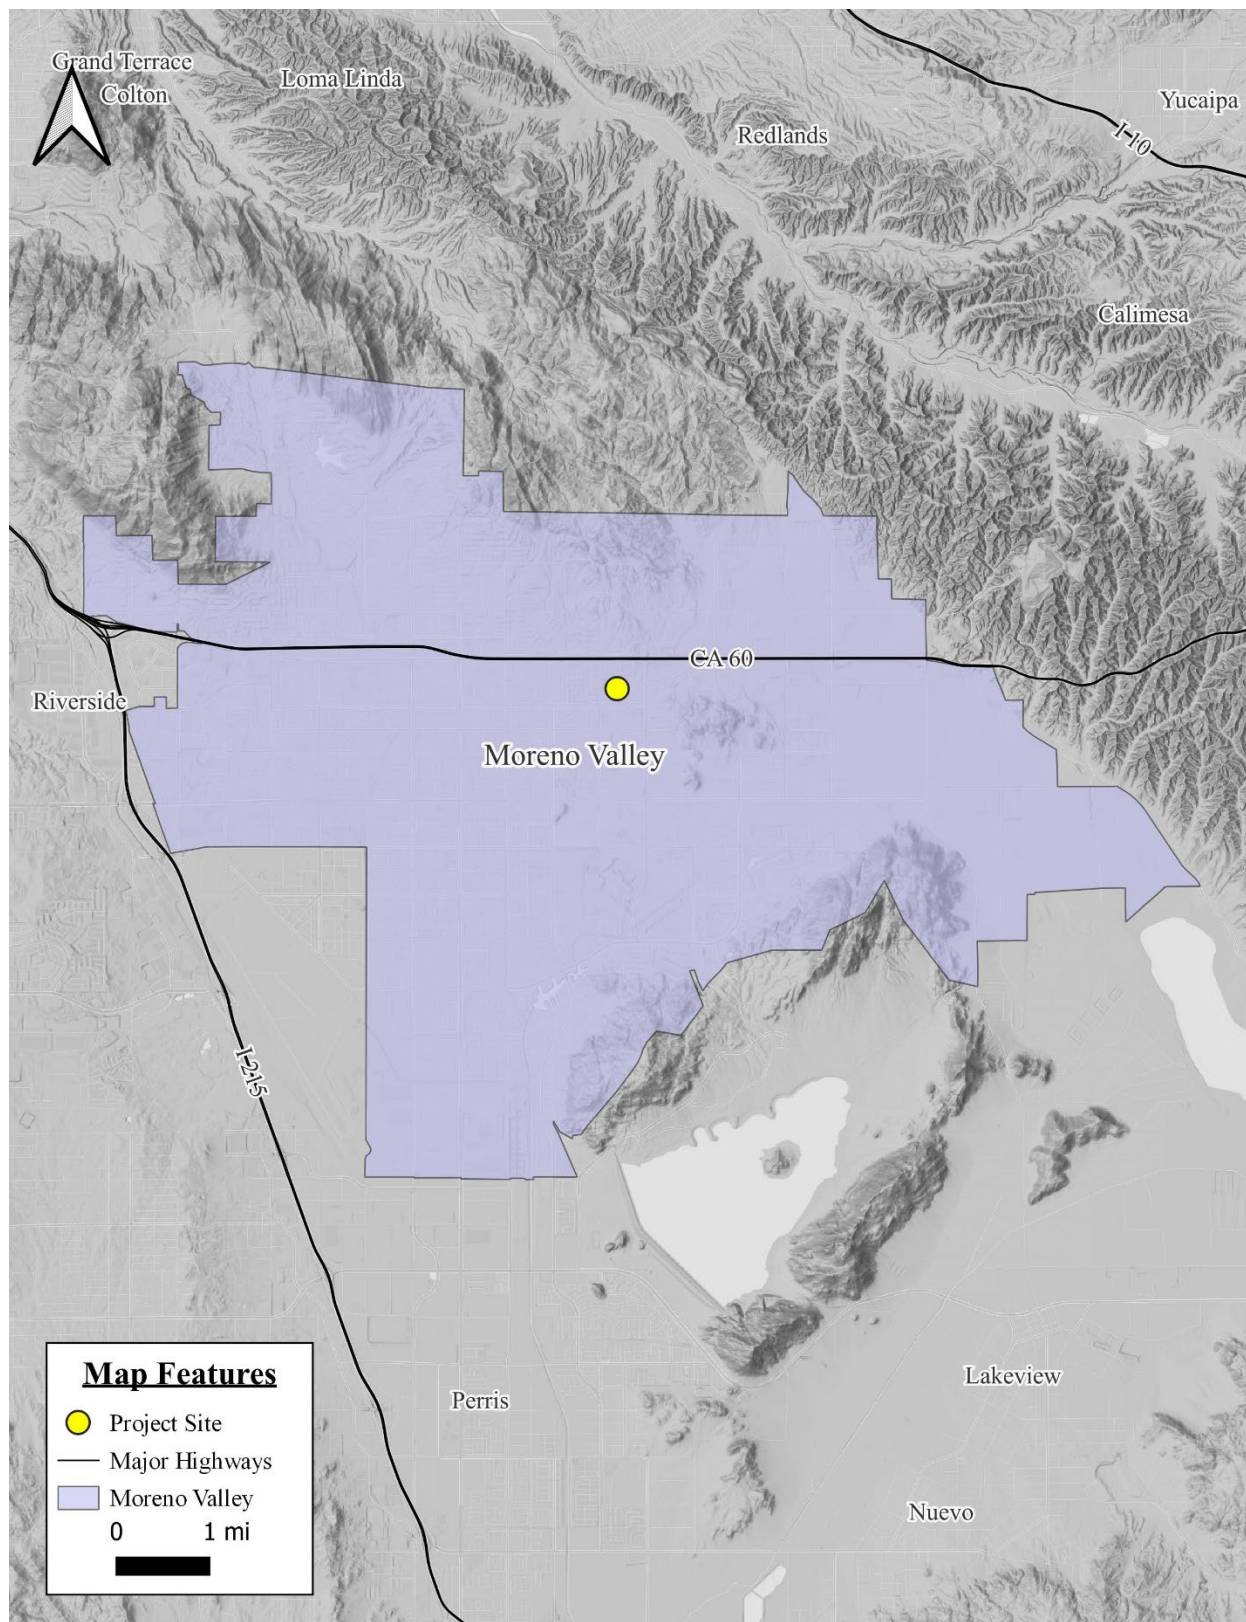 Grand Terrace
Colton
Loma Linda
Yucaipa
I-10
Redlands
Calimesa
CA 60
Riverside
Moreno Valley
I-215
Map Features
Project Site
Major Highways
Moreno Valley
0 1 mi
Perris
Lakeview
Nuevo